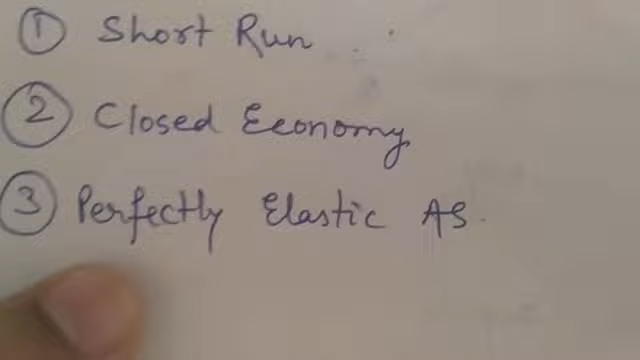 ① Short Run
② Closed Economy
③ Perfectly Elastic AS.